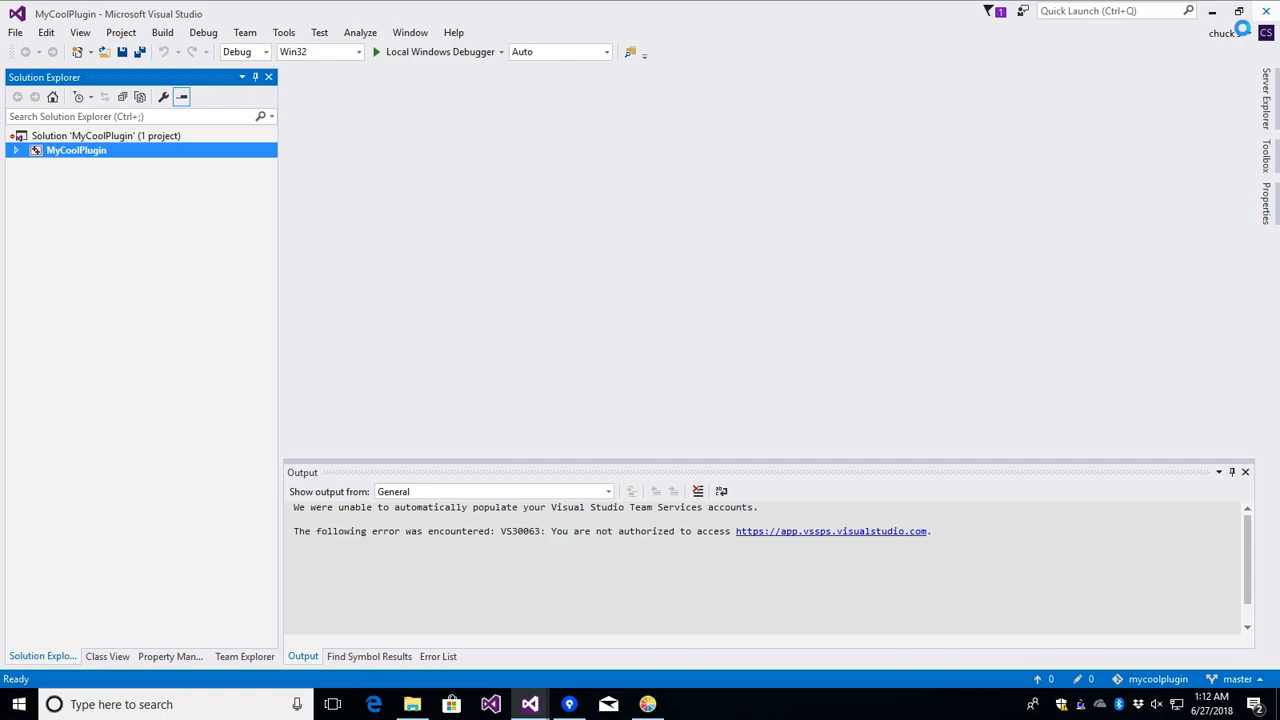 MyCoolPlugin - Microsoft Visual Studio
1
Quick Launch (Ctrl+Q)
File Edit View Project Build Debug Team Tools Test Analyze Window Help
chuck
CS
Debug Win32 Local Windows Debugger Auto
Solution Explorer
Search Solution Explorer (Ctrl+;)
Solution 'MyCoolPlugin' (1 project)
MyCoolPlugin
Server Explorer
Toolbox
Properties
Output
Show output from: General
We were unable to automatically populate your Visual Studio Team Services accounts.
The following error was encountered: VS30063: You are not authorized to access https://app.vssps.visualstudio.com.
Solution Explo... Class View Property Man... Team Explorer
Output Find Symbol Results Error List
Ready
0 0 mycoolplugin master
Type here to search
1:12 AM
6/27/2018
2